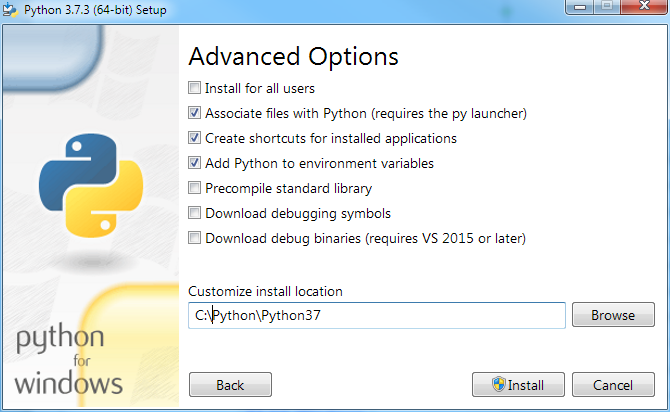 Python 3.7.3 (64-bit) Setup
Advanced Options
Install for all users
Associate files with Python (requires the py launcher)
Create shortcuts for installed applications
Add Python to environment variables
Precompile standard library
Download debugging symbols
Download debug binaries (requires VS 2015 or later)
Customize install location
C:\Python\Python37
Browse
python
for
windows
Back
Install
Cancel